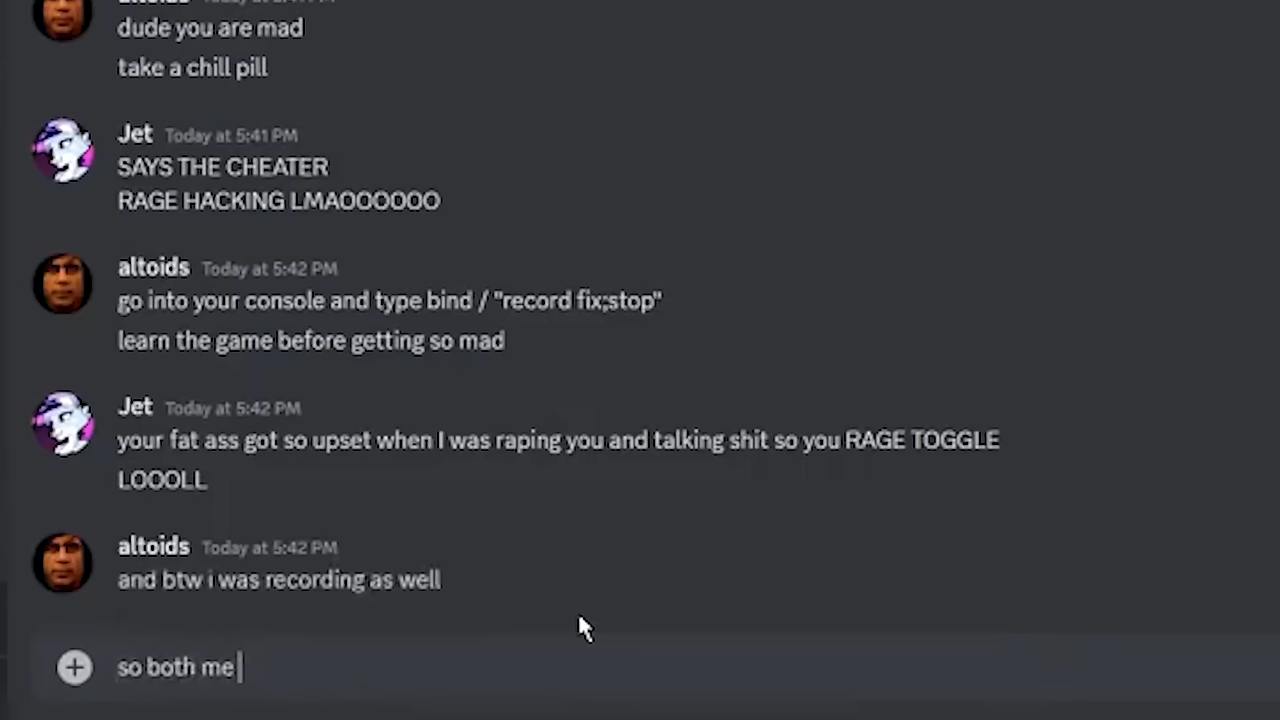 dude you are mad
take a chill pill
Jet Today at 5:41 PM
SAYS THE CHEATER
RAGE HACKING LMAOOOOOO
altoids Today at 5:42 PM
go into your console and type bind / "record fix;stop"
learn the game before getting so mad
Jet Today at 5:42 PM
your fat ass got so upset when I was raping you and talking shit so you RAGE TOGGLE
LOOOLL
altoids Today at 5:42 PM
and btw i was recording as well
so both me